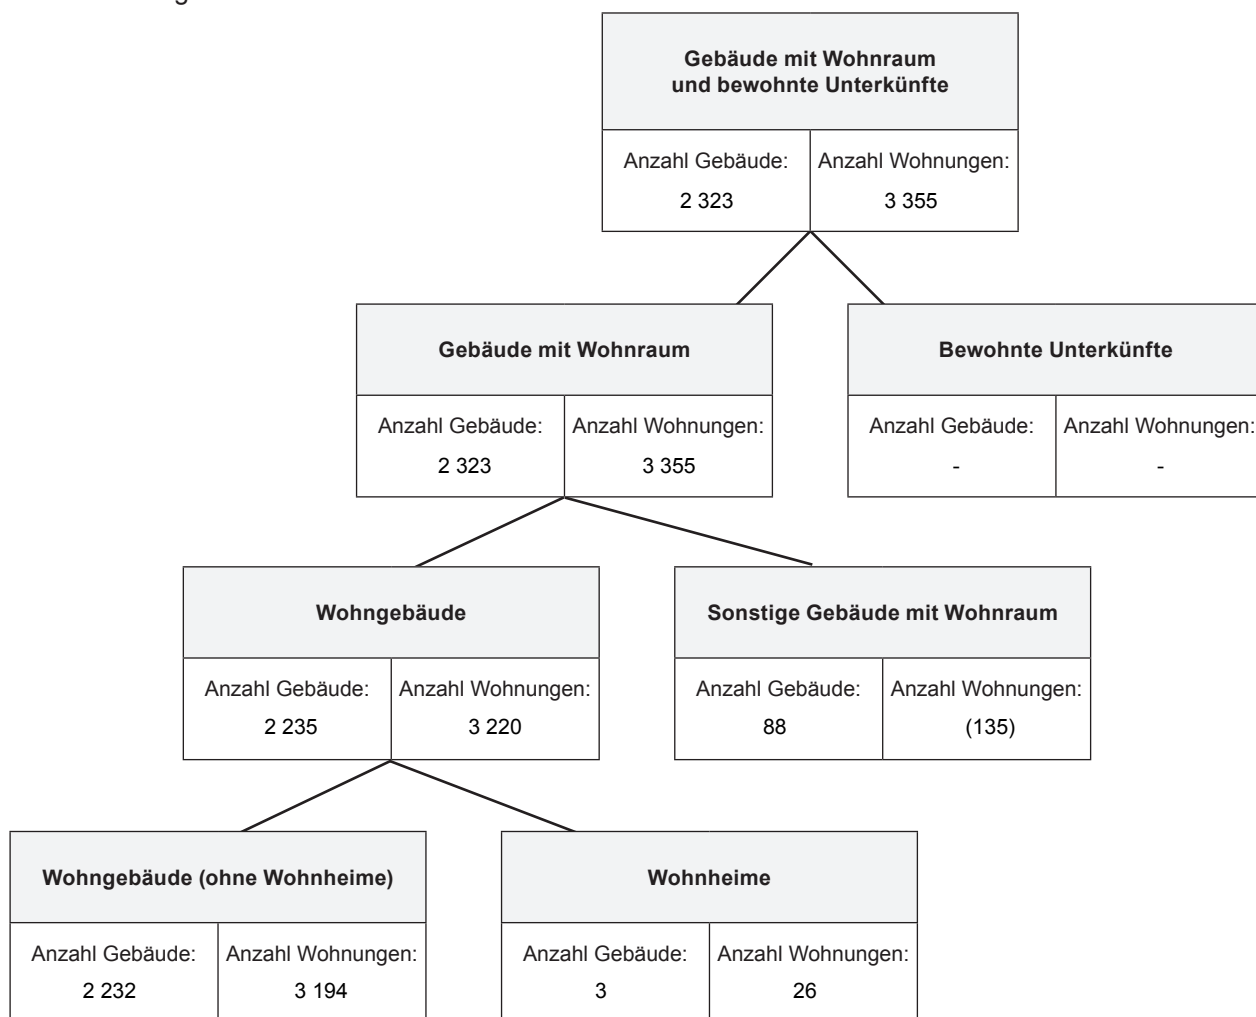 Gebäude mit Wohnraum
und bewohnte Unterkünfte
Anzahl Gebäude: Anzahl Wohnungen:
2 323 3 355
Gebäude mit Wohnraum
Anzahl Gebäude: Anzahl Wohnungen:
2 323 3 355
Bewohnte Unterkünfte
Anzahl Gebäude: Anzahl Wohnungen:
- -
Wohngebäude
Anzahl Gebäude: Anzahl Wohnungen:
2 235 3 220
Sonstige Gebäude mit Wohnraum
Anzahl Gebäude: Anzahl Wohnungen:
88 (135)
Wohngebäude (ohne Wohnheime)
Anzahl Gebäude: Anzahl Wohnungen:
2 232 3 194
Wohnheime
Anzahl Gebäude: Anzahl Wohnungen:
3 26